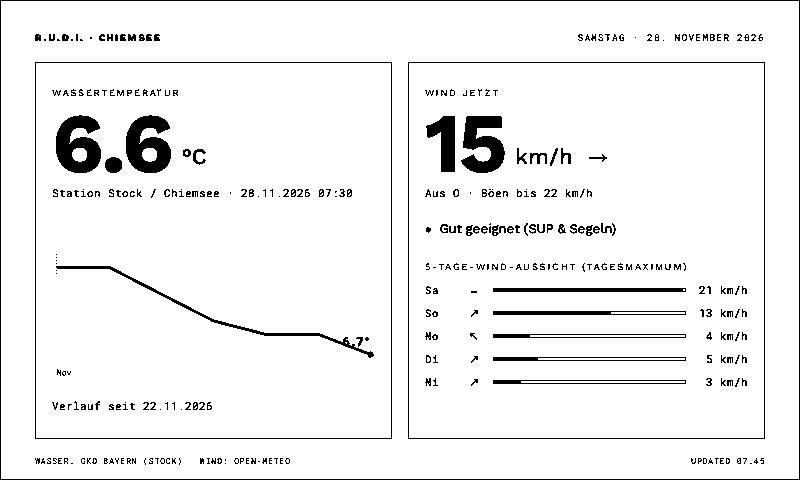 R.U.D.I. · CHIEMSEE
SAMSTAG · 28. NOVEMBER 2026
WASSERTEMPERATUR
6.6 °C
Station Stock / Chiemsee · 28.11.2026 07:30
6.7°
Nov
Verlauf seit 22.11.2026
WIND JETZT
15 km/h →
Aus O · Böen bis 22 km/h
• Gut geeignet (SUP & Segeln)
5-TAGE-WIND-AUSSICHT (TAGESMAXIMUM)
Sa – 21 km/h
So ↗ 13 km/h
Mo ↖ 4 km/h
Di ↗ 5 km/h
Mi ↗ 3 km/h
WASSER: GKD BAYERN (STOCK) WIND: OPEN-METEO
UPDATED 07:45